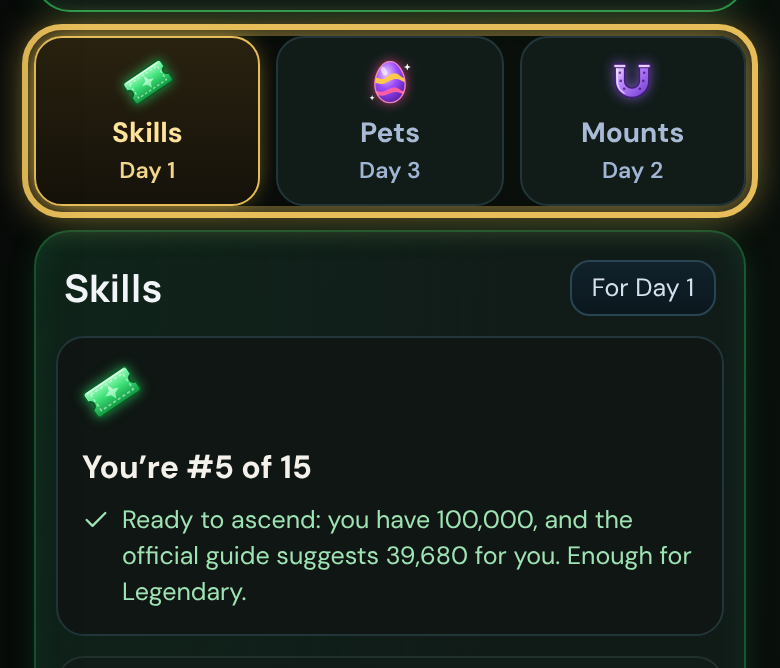 Skills
Day 1
Pets
Day 3
Mounts
Day 2
Skills
For Day 1
You’re #5 of 15
Ready to ascend: you have 100,000, and the
official guide suggests 39,680 for you. Enough for
Legendary.